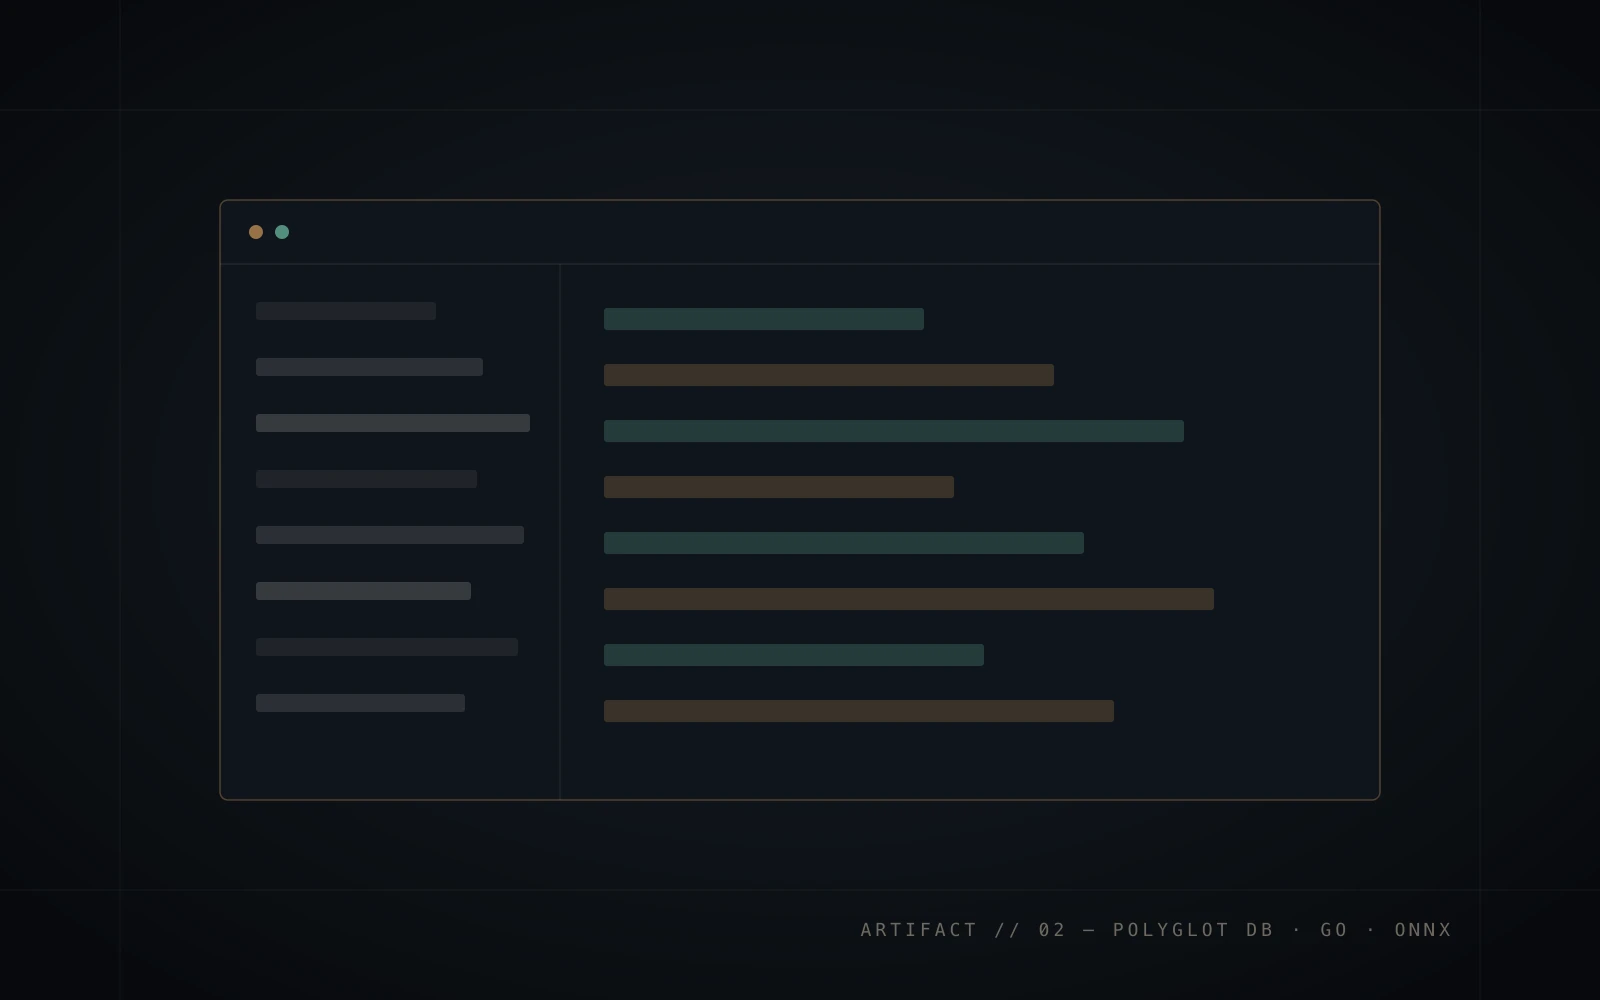 ARTIFACT // 02 — POLYGLOT DB · GO · ONNX